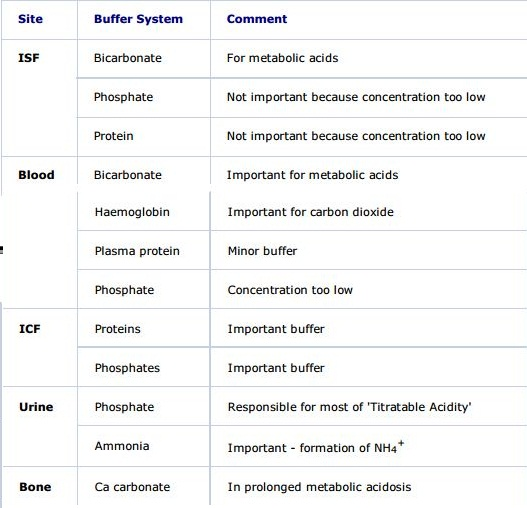 Site Buffer System Comment
ISF Bicarbonate For metabolic acids
Phosphate Not important because concentration too low
Protein Not important because concentration too low
Blood Bicarbonate Important for metabolic acids
Haemoglobin Important for carbon dioxide
Plasma protein Minor buffer
Phosphate Concentration too low
ICF Proteins Important buffer
Phosphates Important buffer
Urine Phosphate Responsible for most of 'Titratable Acidity'
Ammonia Important - formation of NH₄⁺
Bone Ca carbonate In prolonged metabolic acidosis